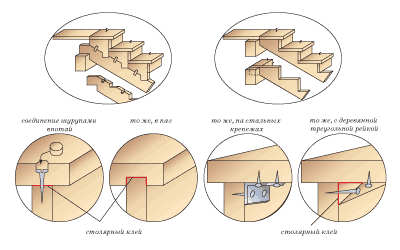 соединение шурупами
впотай
то же, в паз
то же, на стальных
крепежах
то же, с деревянной
треугольной рейкой
столярный клей
столярный клей